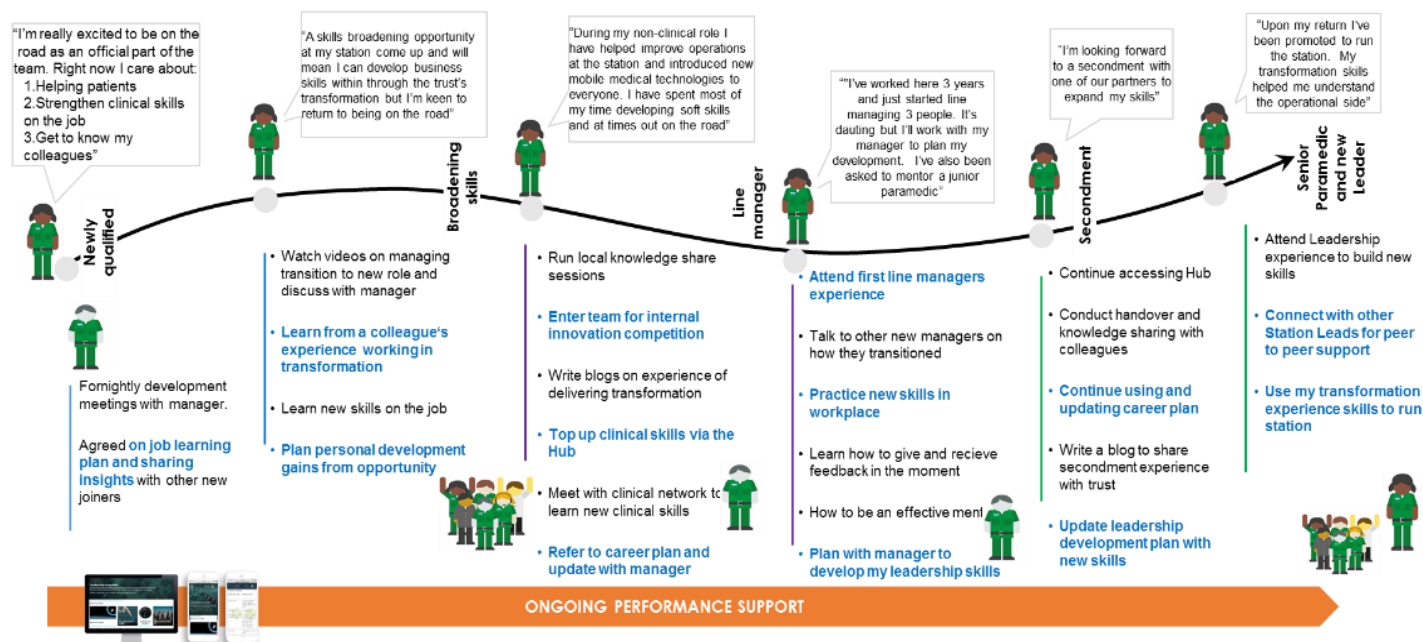 “I’m really excited to be on the
road as an official part of the
team. Right now I care about:
1.Helping patients
2.Strengthen clinical skills
on the job
3.Get to know my
colleagues”
Newly
qualified
Fornightly development
meetings with manager.
Agreed on job learning
plan and sharing
insights with other new
joiners
“A skills broadening opportunity
at my station come up and will
mean I can develop business
skills within through the trust’s
transformation but I’m keen to
return to being on the road”
• Watch videos on managing
transition to new role and
discuss with manager
• Learn from a colleague‘s
experience working in
transformation
• Learn new skills on the job
• Plan personal development
gains from opportunity
Broadening
skills
“During my non-clinical role I
have helped improve operations
at the station and introduced new
mobile medical technologies to
everyone. I have spent most of
my time developing soft skills
and at times out on the road”
• Run local knowledge share
sessions
• Enter team for internal
innovation competition
• Write blogs on experience of
delivering transformation
• Top up clinical skills via the
Hub
• Meet with clinical network to
learn new clinical skills
• Refer to career plan and
update with manager
Line
manager
“"I’ve worked here 3 years
and just started line
managing 3 people. It’s
dauting but I’ll work with my
manager to plan my
development. I’ve also been
asked to mentor a junior
paramedic”
• Attend first line managers
experience
• Talk to other new managers on
how they transitioned
• Practice new skills in
workplace
• Learn how to give and recieve
feedback in the moment
• How to be an effective ment
• Plan with manager to
develop my leadership skills
“I’m looking forward
to a secondment with
one of our partners to
expand my skills”
Secondment
• Continue accessing Hub
• Conduct handover and
knowledge sharing with
colleagues
• Continue using and
updating career plan
• Write a blog to share
secondment experience
with trust
• Update leadership
development plan with
new skills
“Upon my return I’ve
been promoted to run
the station. My
transformation skills
helped me understand
the operational side”
Senior
Paramedic
and new
Leader
• Attend Leadership
experience to build new
skills
• Connect with other
Station Leads for peer
to peer support
• Use my transformation
experience skills to run
station
ONGOING PERFORMANCE SUPPORT